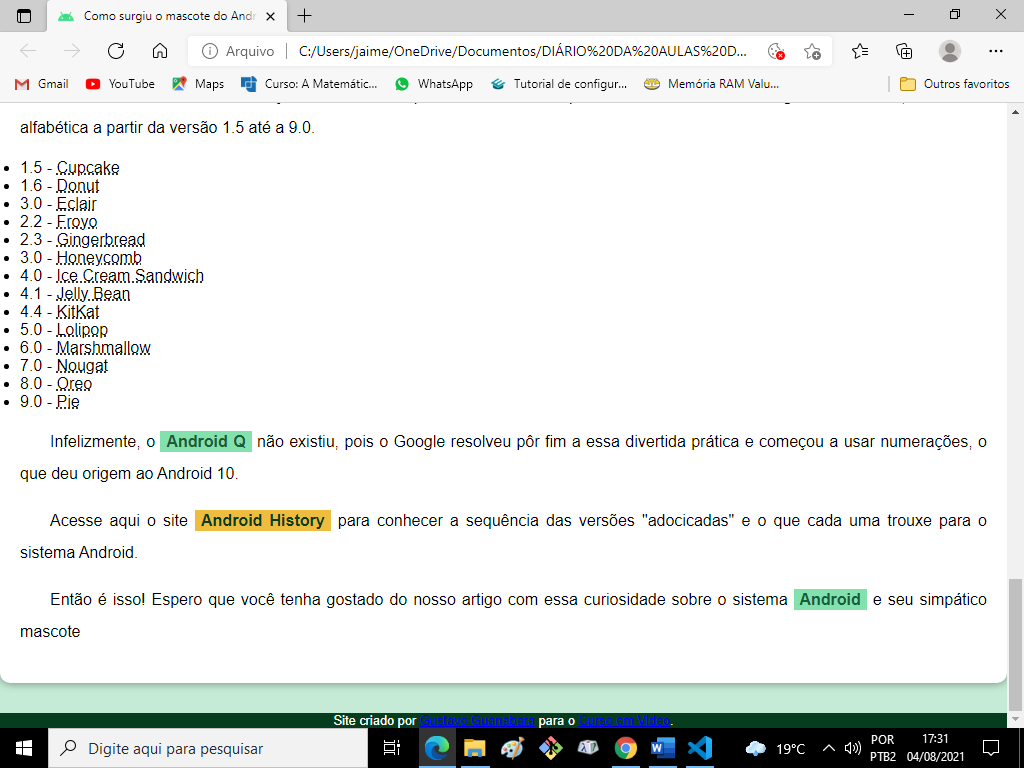 Como surgiu o mascote do Andr
Arquivo
C:/Users/jaime/OneDrive/Documentos/DIÁRIO%20DA%20AULAS%20D...
Gmail
YouTube
Maps
Curso: A Matemátic...
WhatsApp
Tutorial de configur...
Memória RAM Valu...
Outros favoritos
alfabética a partir da versão 1.5 até a 9.0.
1.5 - Cupcake
1.6 - Donut
3.0 - Eclair
2.2 - Froyo
2.3 - Gingerbread
3.0 - Honeycomb
4.0 - Ice Cream Sandwich
4.1 - Jelly Bean
4.4 - KitKat
5.0 - Lolipop
6.0 - Marshmallow
7.0 - Nougat
8.0 - Oreo
9.0 - Pie
Infelizmente, o Android Q não existiu, pois o Google resolveu pôr fim a essa divertida prática e começou a usar numerações, o
que deu origem ao Android 10.
Acesse aqui o site Android History para conhecer a sequência das versões "adocicadas" e o que cada uma trouxe para o
sistema Android.
Então é isso! Espero que você tenha gostado do nosso artigo com essa curiosidade sobre o sistema Android e seu simpático
mascote
Site criado por Gustavo Guanabara para o Curso em Vídeo.
Digite aqui para pesquisar
19°C
POR
PTB2
17:31
04/08/2021